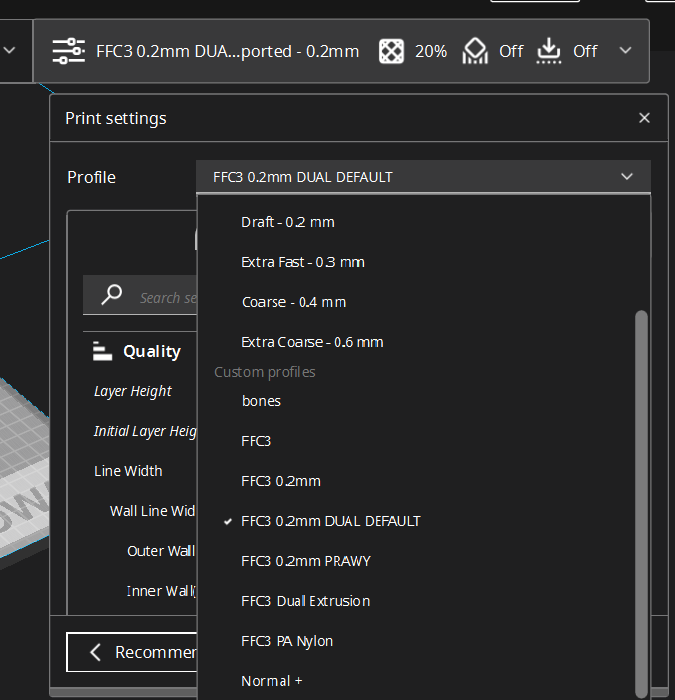 FFC3 0.2mm DUA...ported - 0.2mm 20% Off Off
Print settings
Profile
FFC3 0.2mm DUAL DEFAULT
Draft - 0.2 mm
Search se
Extra Fast - 0.3 mm
Coarse - 0.4 mm
Extra Coarse - 0.6 mm
Quality
Custom profiles
Layer Height
bones
Initial Layer Heig
FFC3
Line Width
FFC3 0.2mm
Wall Line Wid
FFC3 0.2mm DUAL DEFAULT
Outer Wall
FFC3 0.2mm PRAWY
Inner Wall(
FFC3 Dual Extrusion
FFC3 PA Nylon
Recommen
Normal +